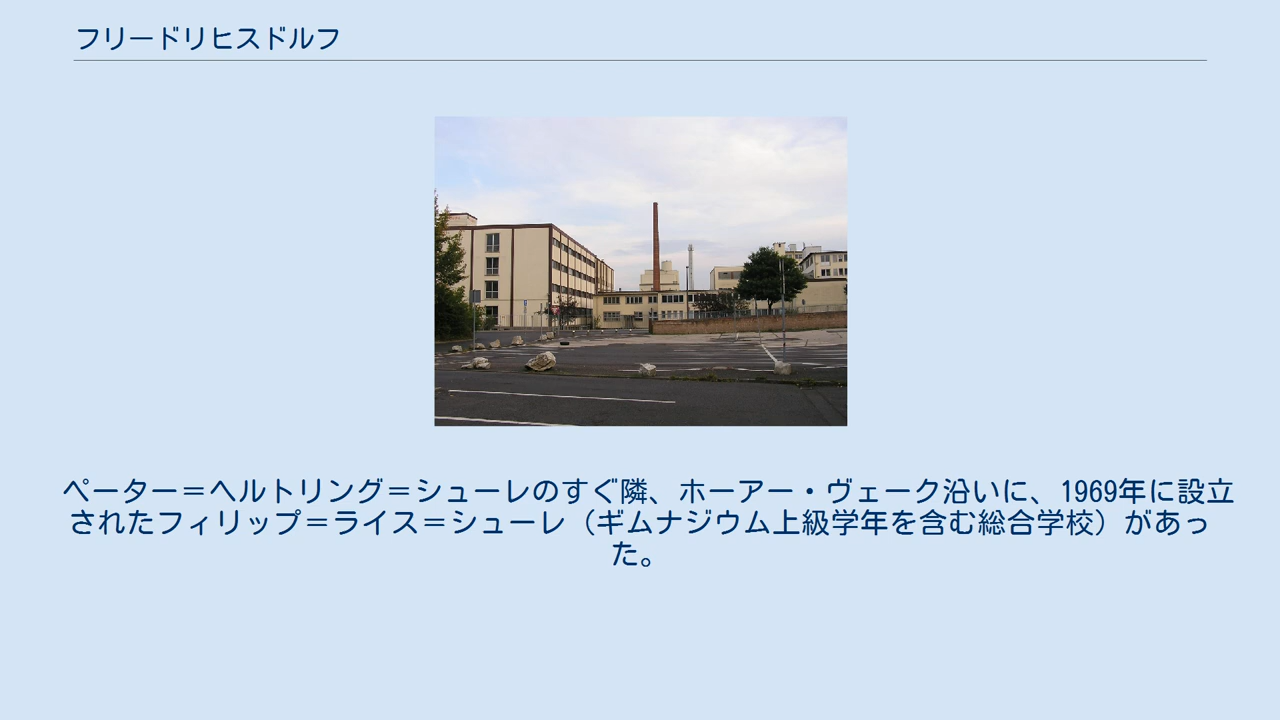 フリードリヒスドルフ
ペーター＝ヘルトリング＝シューレのすぐ隣、ホーアー・ヴェーク沿いに、1969年に設立
されたフィリップ＝ライス＝シューレ（ギムナジウム上級学年を含む総合学校）があっ
た。